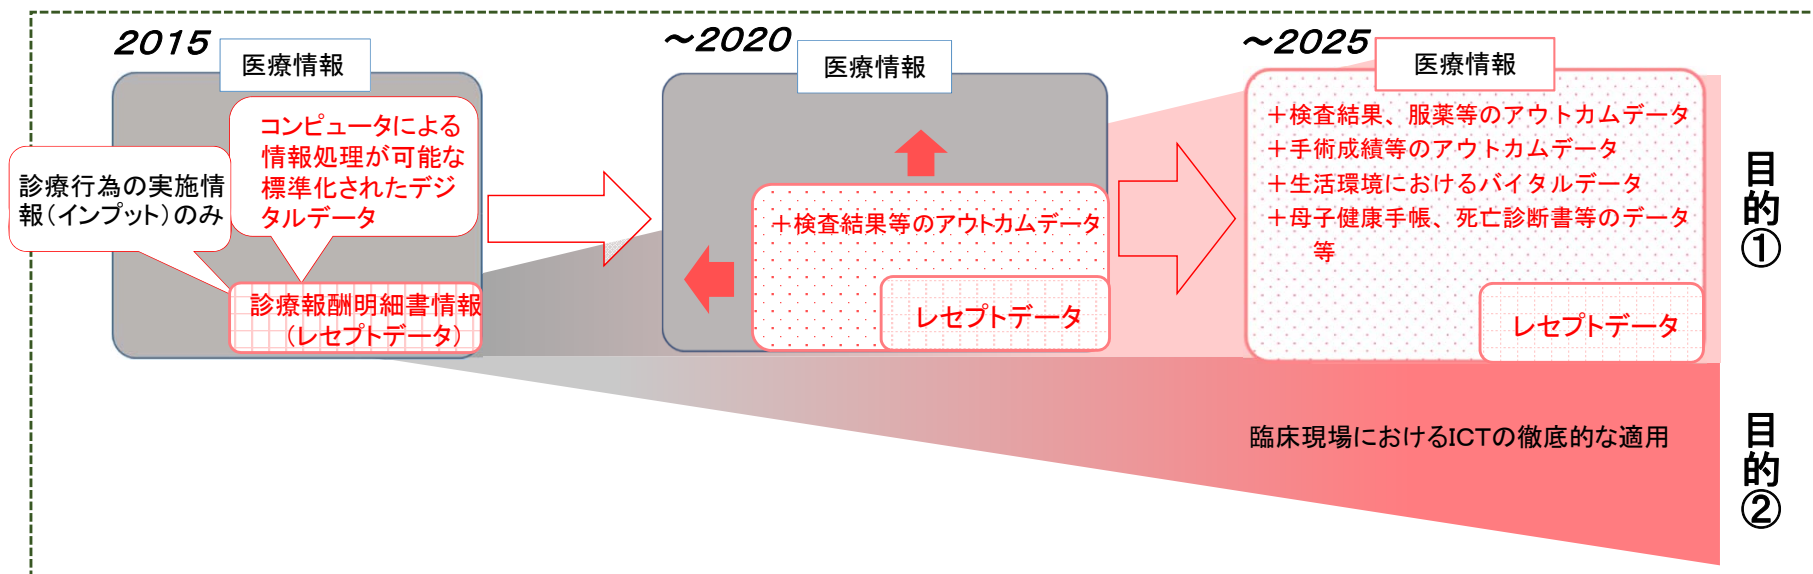 2015
医療情報
コンピュータによる
情報処理が可能な
標準化されたデジ
タルデータ
診療行為の実施情
報(インプット)のみ
診療報酬明細書情報
(レセプトデータ)
～2020
医療情報
＋検査結果等のアウトカムデータ
レセプトデータ
～2025
医療情報
＋検査結果、服薬等のアウトカムデータ
＋手術成績等のアウトカムデータ
＋生活環境におけるバイタルデータ
＋母子健康手帳、死亡診断書等のデータ
等
レセプトデータ
目的①
臨床現場におけるICTの徹底的な適用
目的②